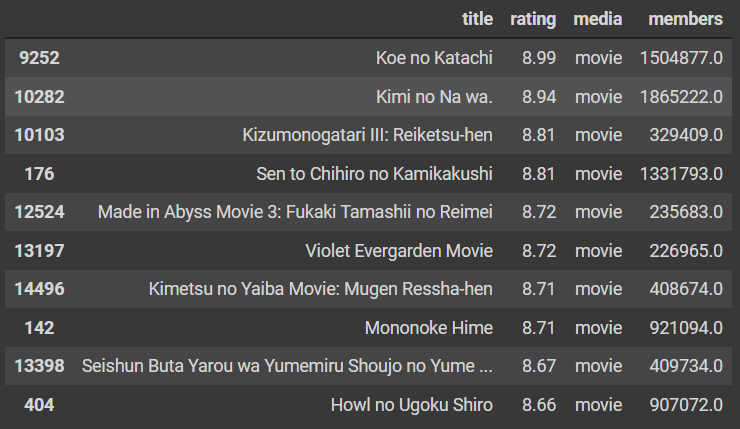 title rating media members
9252 Koe no Katachi 8.99 movie 1504877.0
10282 Kimi no Na wa. 8.94 movie 1865222.0
10103 Kizumonogatari III: Reiketsu-hen 8.81 movie 329409.0
176 Sen to Chihiro no Kamikakushi 8.81 movie 1331793.0
12524 Made in Abyss Movie 3: Fukaki Tamashii no Reimei 8.72 movie 235683.0
13197 Violet Evergarden Movie 8.72 movie 226965.0
14496 Kimetsu no Yaiba Movie: Mugen Ressha-hen 8.71 movie 408674.0
142 Mononoke Hime 8.71 movie 921094.0
13398 Seishun Buta Yarou wa Yumemiru Shoujo no Yume ... 8.67 movie 409734.0
404 Howl no Ugoku Shiro 8.66 movie 907072.0